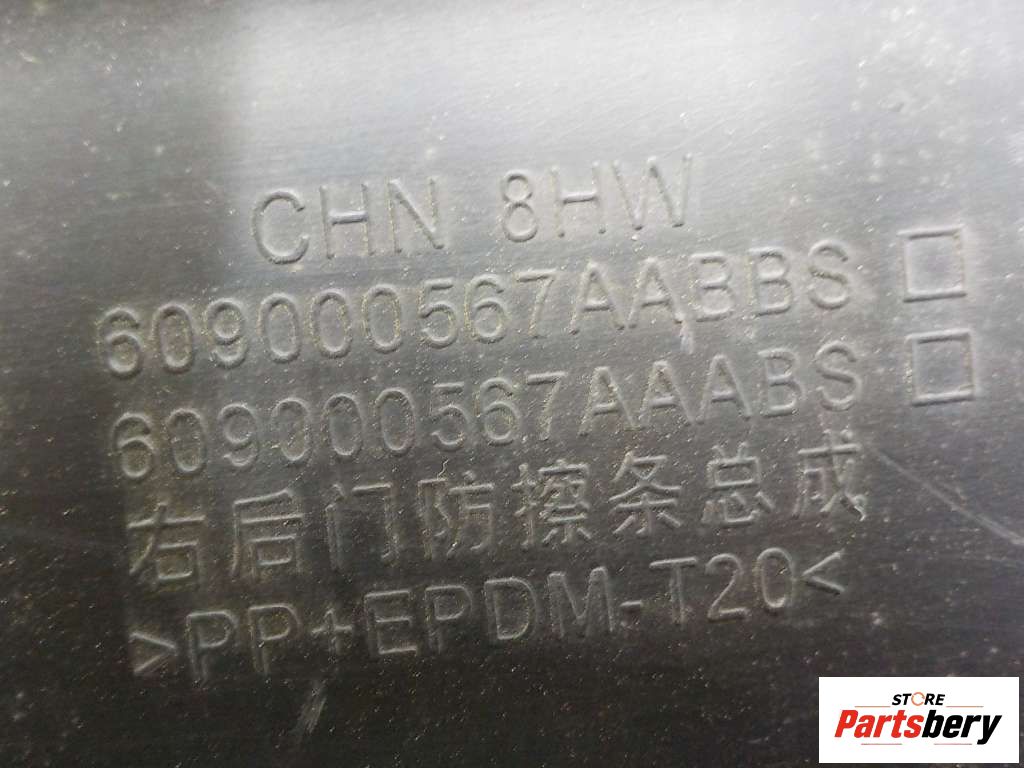 CHN 8HW
609000567AABBS □
609000567AAABS □
右后门防擦条总成
>PP+EPDM-T20<
STORE
Partsbery